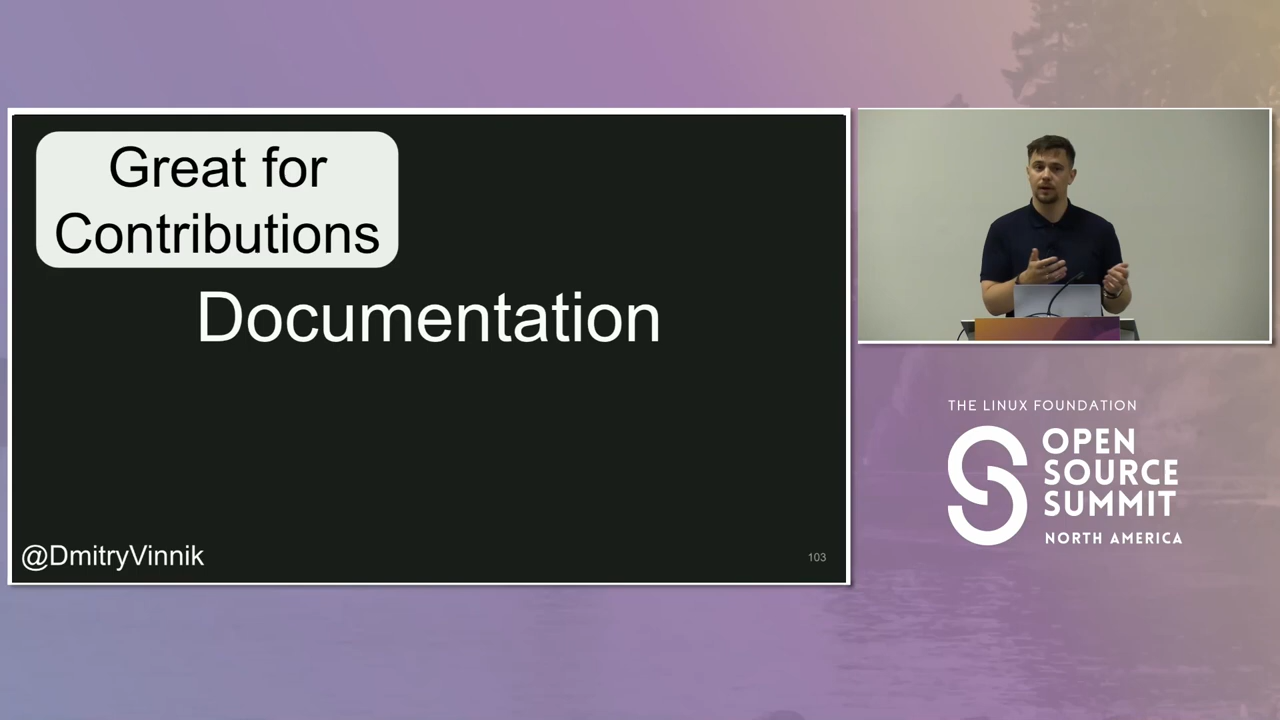 Great for
Contributions
Documentation
@DmitryVinnik
103
THE LINUX FOUNDATION
OPEN
SOURCE
SUMMIT
NORTH AMERICA